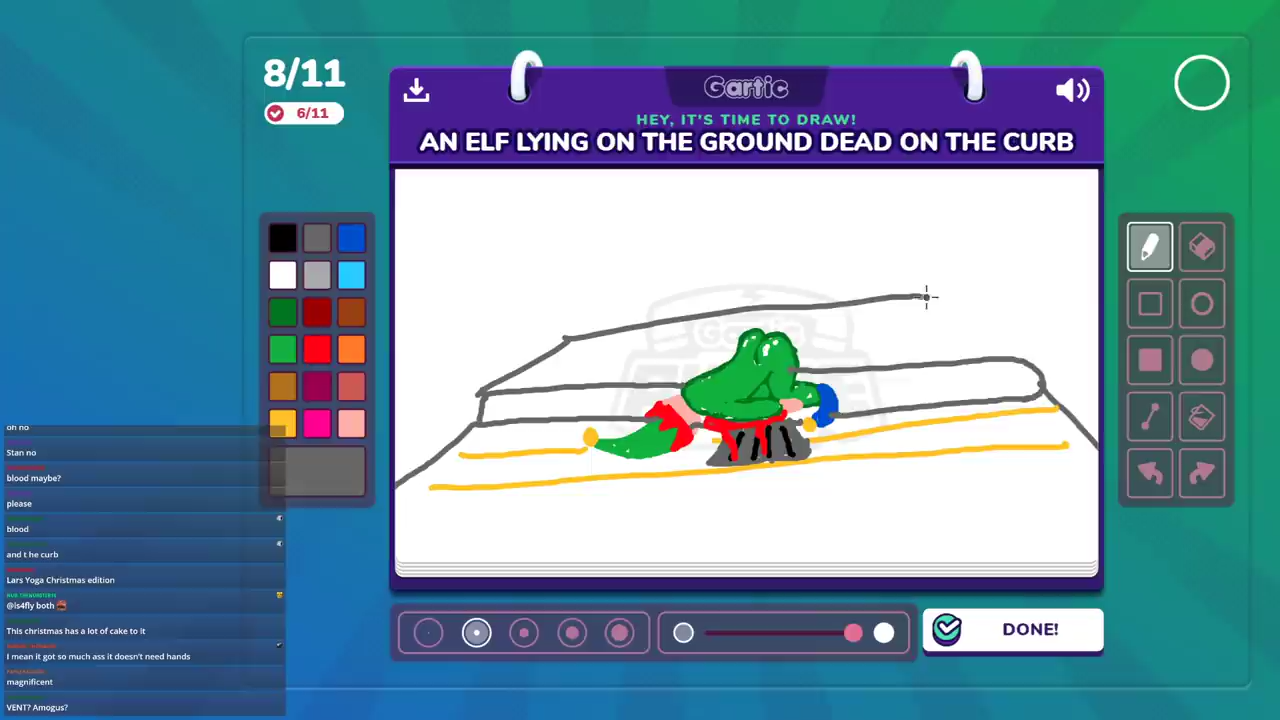 8/11
6/11
Gartic
HEY, IT'S TIME TO DRAW!
AN ELF LYING ON THE GROUND DEAD ON THE CURB
Gartic
oh no
Stan no
blood maybe?
please
blood
and t he curb
Lars Yoga Christmas edition
@is4fly both
This christmas has a lot of cake to it
I mean it got so much ass it doesn't need hands
magnificent
VENT? Amogus?
DONE!